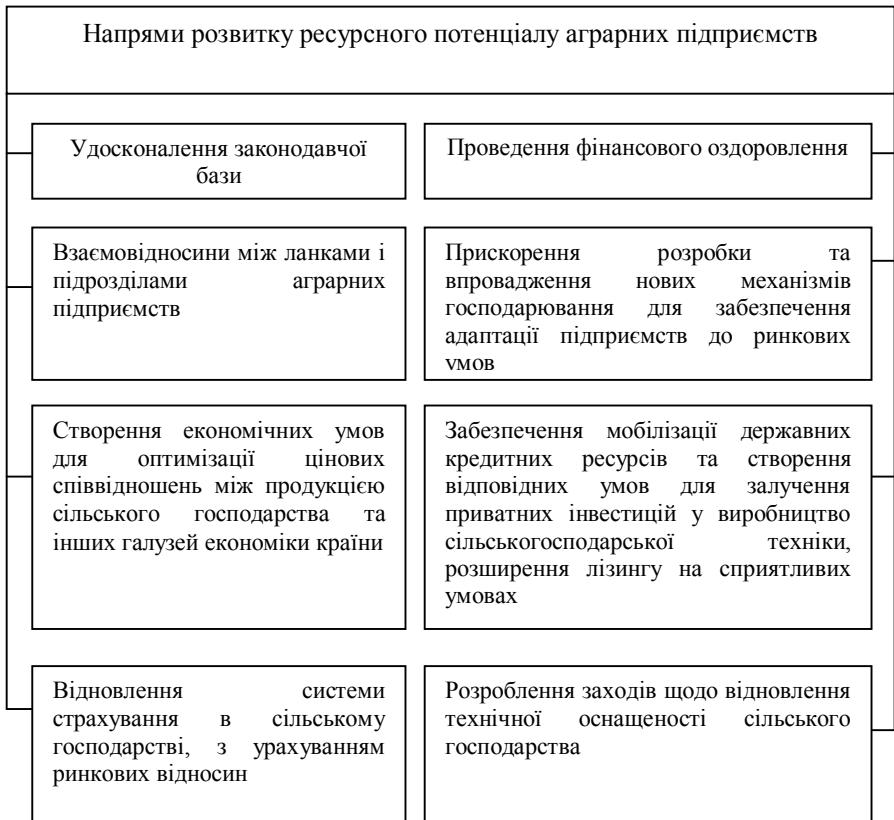 Напрями розвитку ресурсного потенціалу аграрних підприємств
Удосконалення законодавчої
бази
Проведення фінансового оздоровлення
Взаємовідносини між ланками і
підрозділами аграрних
підприємств
Прискорення розробки та
впровадження нових механізмів
господарювання для забезпечення
адаптації підприємств до ринкових
умов
Створення економічних умов
для оптимізації цінових
співвідношень між продукцією
сільського господарства та
інших галузей економіки країни
Забезпечення мобілізації державних
кредитних ресурсів та створення
відповідних умов для залучення
приватних інвестицій у виробництво
сільськогосподарської техніки,
розширення лізингу на сприятливих
умовах
Відновлення системи
страхування в сільському
господарстві, з урахуванням
ринкових відносин
Розроблення заходів щодо відновлення
технічної оснащеності сільського
господарства